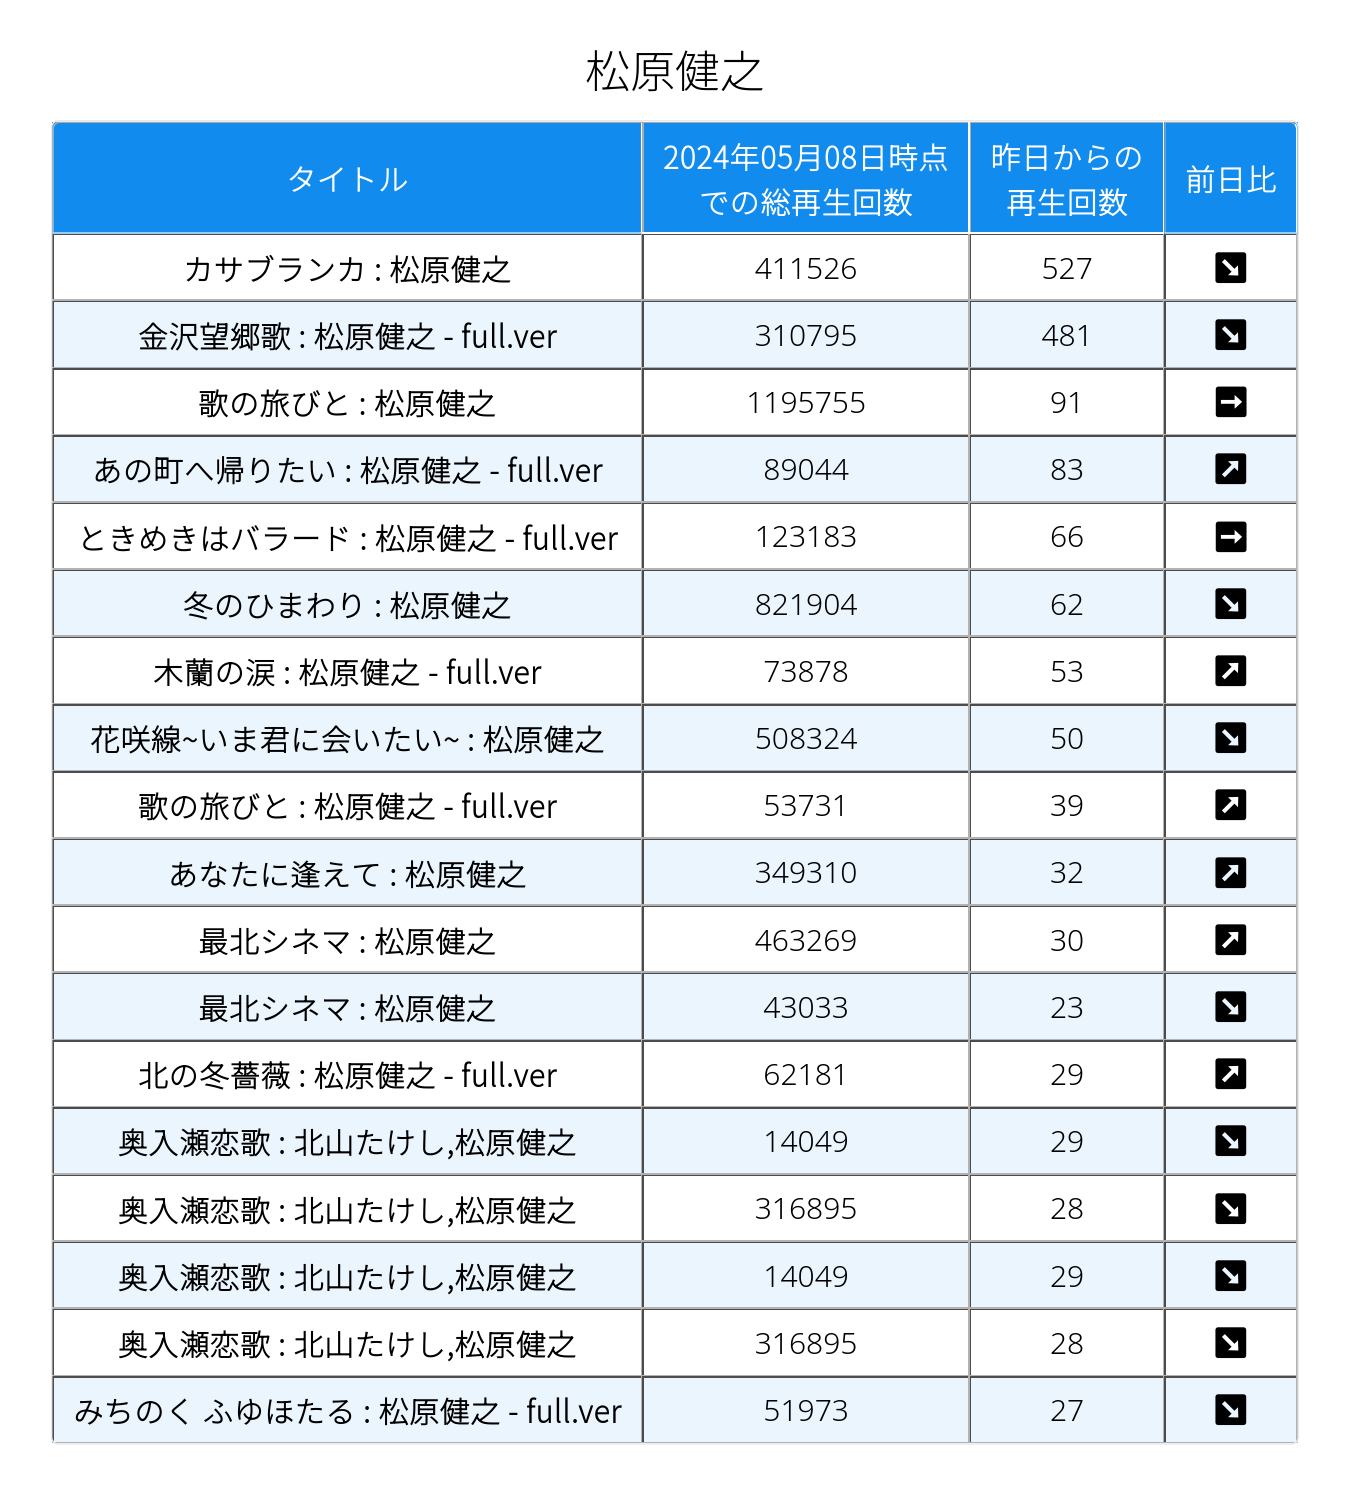 松原健之
タイトル 2024年05月08日時点での総再生回数 昨日からの再生回数 前日比
カサブランカ : 松原健之 411526 527 ↘
金沢望郷歌 : 松原健之 - full.ver 310795 481 ↘
歌の旅びと : 松原健之 1195755 91 →
あの町へ帰りたい : 松原健之 - full.ver 89044 83 ↗
ときめきはバラード : 松原健之 - full.ver 123183 66 →
冬のひまわり : 松原健之 821904 62 ↘
木蘭の涙 : 松原健之 - full.ver 73878 53 ↗
花咲線~いま君に会いたい~ : 松原健之 508324 50 ↘
歌の旅びと : 松原健之 - full.ver 53731 39 ↗
あなたに逢えて : 松原健之 349310 32 ↗
最北シネマ : 松原健之 463269 30 ↗
最北シネマ : 松原健之 43033 23 ↘
北の冬薔薇 : 松原健之 - full.ver 62181 29 ↗
奥入瀬恋歌 : 北山たけし,松原健之 14049 29 ↘
奥入瀬恋歌 : 北山たけし,松原健之 316895 28 ↘
奥入瀬恋歌 : 北山たけし,松原健之 14049 29 ↘
奥入瀬恋歌 : 北山たけし,松原健之 316895 28 ↘
みちのく ふゆほたる : 松原健之 - full.ver 51973 27 ↘